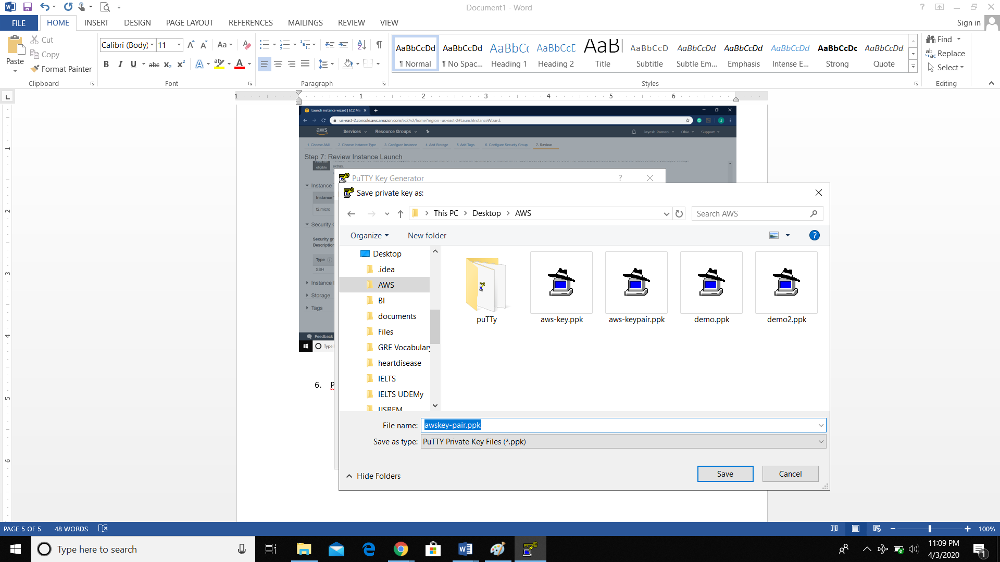 Document1 - Word
FILE HOME INSERT DESIGN PAGE LAYOUT REFERENCES MAILINGS REVIEW VIEW Sign in
Paste
Cut
Copy
Format Painter
Clipboard
Calibri (Body) 11
Font
Paragraph
AaBbCcDd AaBbCcDd AaBbCc AaBbCcC AaBb AaBbCcD AaBbCcDd AaBbCcDd AaBbCcDd AaBbCcDc AaBbCcDd
¶ Normal ¶ No Spac... Heading 1 Heading 2 Title Subtitle Subtle Em... Emphasis Intense E... Strong Quote
Styles
Find
Replace
Select
Editing
1 1 2 3 4 5 6
Launch instance wizard | EC2 Ma
us-east-2.console.aws.amazon.com/ec2/v2/home?region=us-east-2#LaunchInstanceWizard:
aws Services Resource Groups Jayesh Ramani Ohio Support
1. Choose AMI 2. Choose Instance Type 3. Configure Instance 4. Add Storage 5. Add Tags 6. Configure Security Group 7. Review
Step 7: Review Instance Launch
Free tier
eligible
extras
Instance
Instance
t2.micro
Security
Security
Description
Type
SSH
Instance
Storage
Tags
Feedback
Type
6. P
PuTTY Key Generator
Save private key as:
This PC > Desktop > AWS
Search AWS
Organize New folder
Desktop
.idea
AWS
BI
documents
Files
GRE Vocabulary
heartdisease
IELTS
IELTS UDEMy
USREM
puTTy aws-key.ppk aws-keypair.ppk demo.ppk demo2.ppk
File name: awskey-pair.ppk
Save as type: PuTTY Private Key Files (*.ppk)
Hide Folders
Save Cancel
PAGE 5 OF 5 48 WORDS 100%
Type here to search
11:09 PM
4/3/2020
1